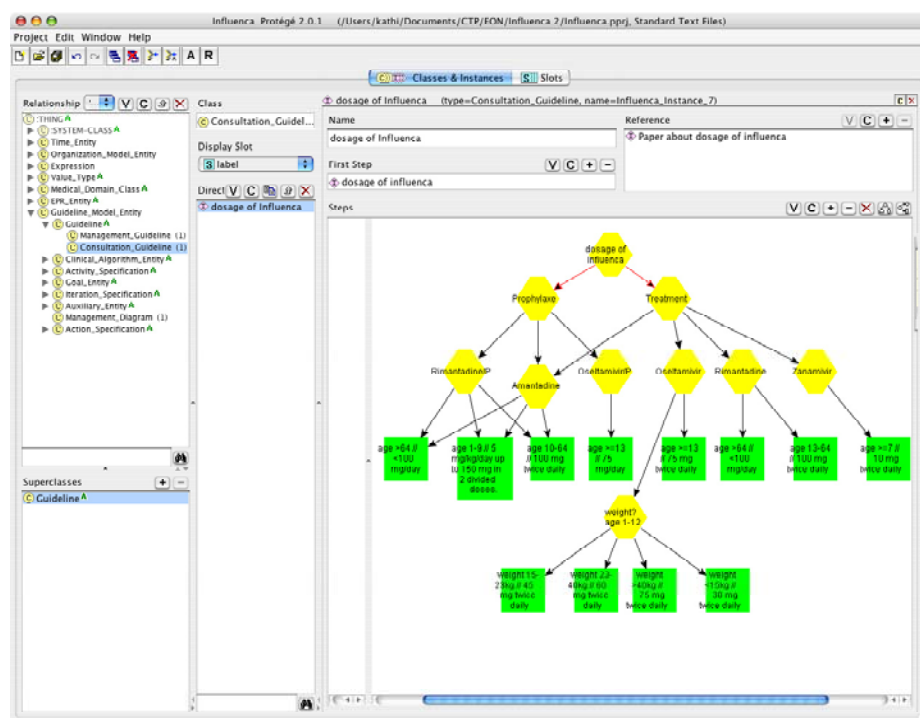 Influenca Protégé 2.0.1 (/Users/kathi/Documents/CTP/EON/Influenca 2/Influenca.pprj, Standard Text Files)
Project Edit Window Help
A R
Classes & Instances
S Slots
Relationship
V C
:THING A
:SYSTEM-CLASS A
Time_Entity
Organization_Model_Entity
Expression
Value_Type A
Medical_Domain_Class A
EPR_Entity A
Guideline_Model_Entity
Guideline A
Management_Guideline (1)
Consultation_Guideline (1)
Clinical_Algorithm_Entity A
Activity_Specification A
Goal_Entity A
Iteration_Specification A
Auxiliary_Entity A
Management_Diagram (1)
Action_Specification A
Superclasses
+ -
C Guideline A
Class
C Consultation_Guidel...
Display Slot
S label
Direct V C
dosage of Influenca
dosage of Influenca (type=Consultation_Guideline, name=Influenca_Instance_7)
C X
Name
dosage of Influenca
Reference
V C + -
Paper about dosage of influenca
First Step
V C + -
dosage of influenca
Steps
V C + - X
dosage of
influenca
Prophylaxe
Treatment
Rimantadine/P
Amantadine
Oseltamivir/P
Oseltamivir
Rimantadine
Zanamivir
age >64 //
<100
mg/day
age 1-9// 5
mg/kg/day up
to 150 mg in
2 divided
doses.
age 10-64
// 100 mg
twice daily
age >=13
// 75
mg/day
age >=13
// 75 mg
twice daily
age >64 //
<100
mg/day
age 13-64
// 100 mg
twice daily
age >=7 //
10 mg
twice daily
weight?
age 1-12
weight 15-
23kg // 45
mg twice
daily
weight 23-
40kg // 60
mg twice
daily
weight
>40kg //
75 mg
twice daily
weight
<15kg //
30 mg
twice daily